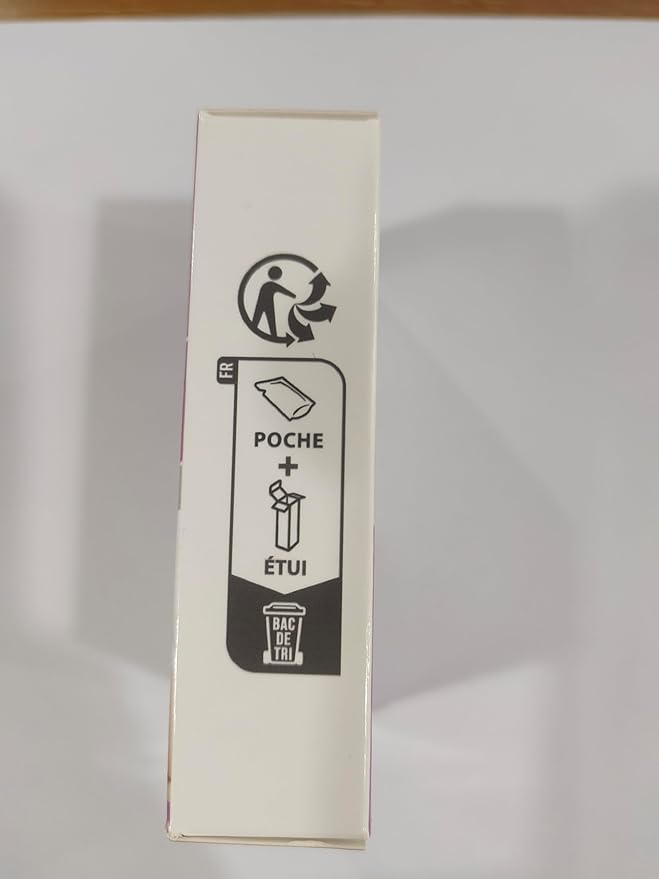 FR
POCHE
+
ÉTUI
BAC
DE
TRI